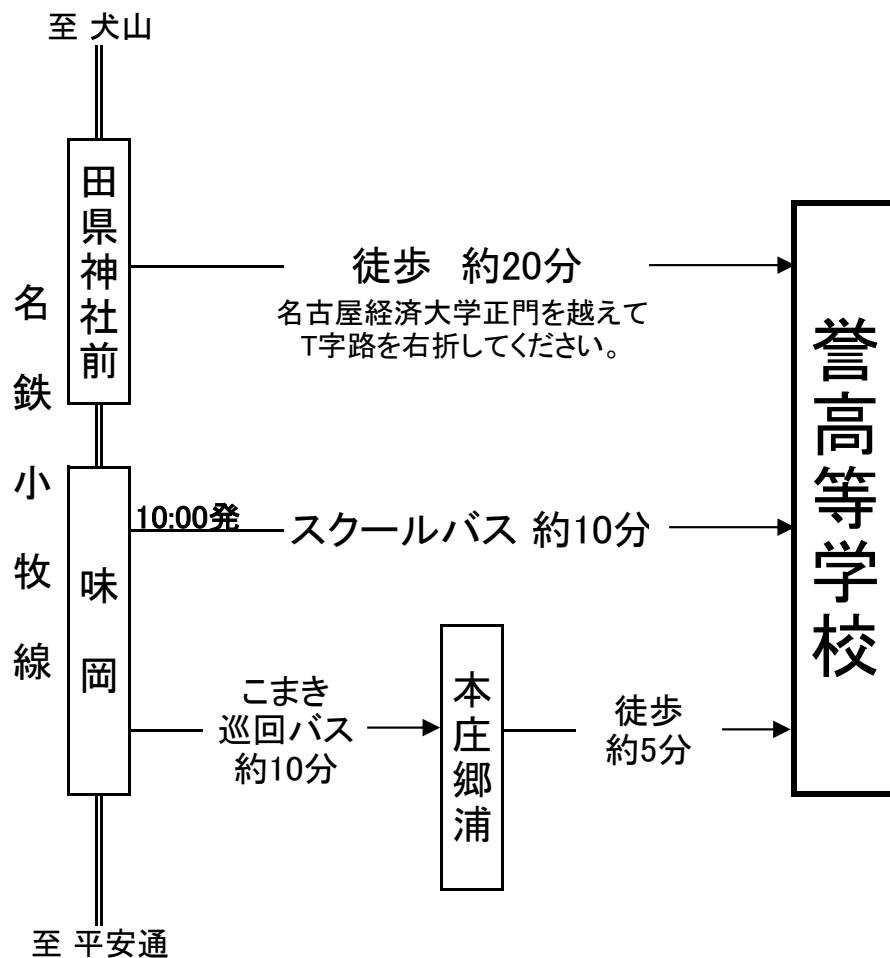 至 犬山
名鉄小牧線
田県神社前
徒歩 約20分
名古屋経済大学正門を越えて
T字路を右折してください。
味岡
10:00発
スクールバス 約10分
こまき
巡回バス
約10分
本庄郷浦
徒歩
約5分
誉高等学校
至 平安通